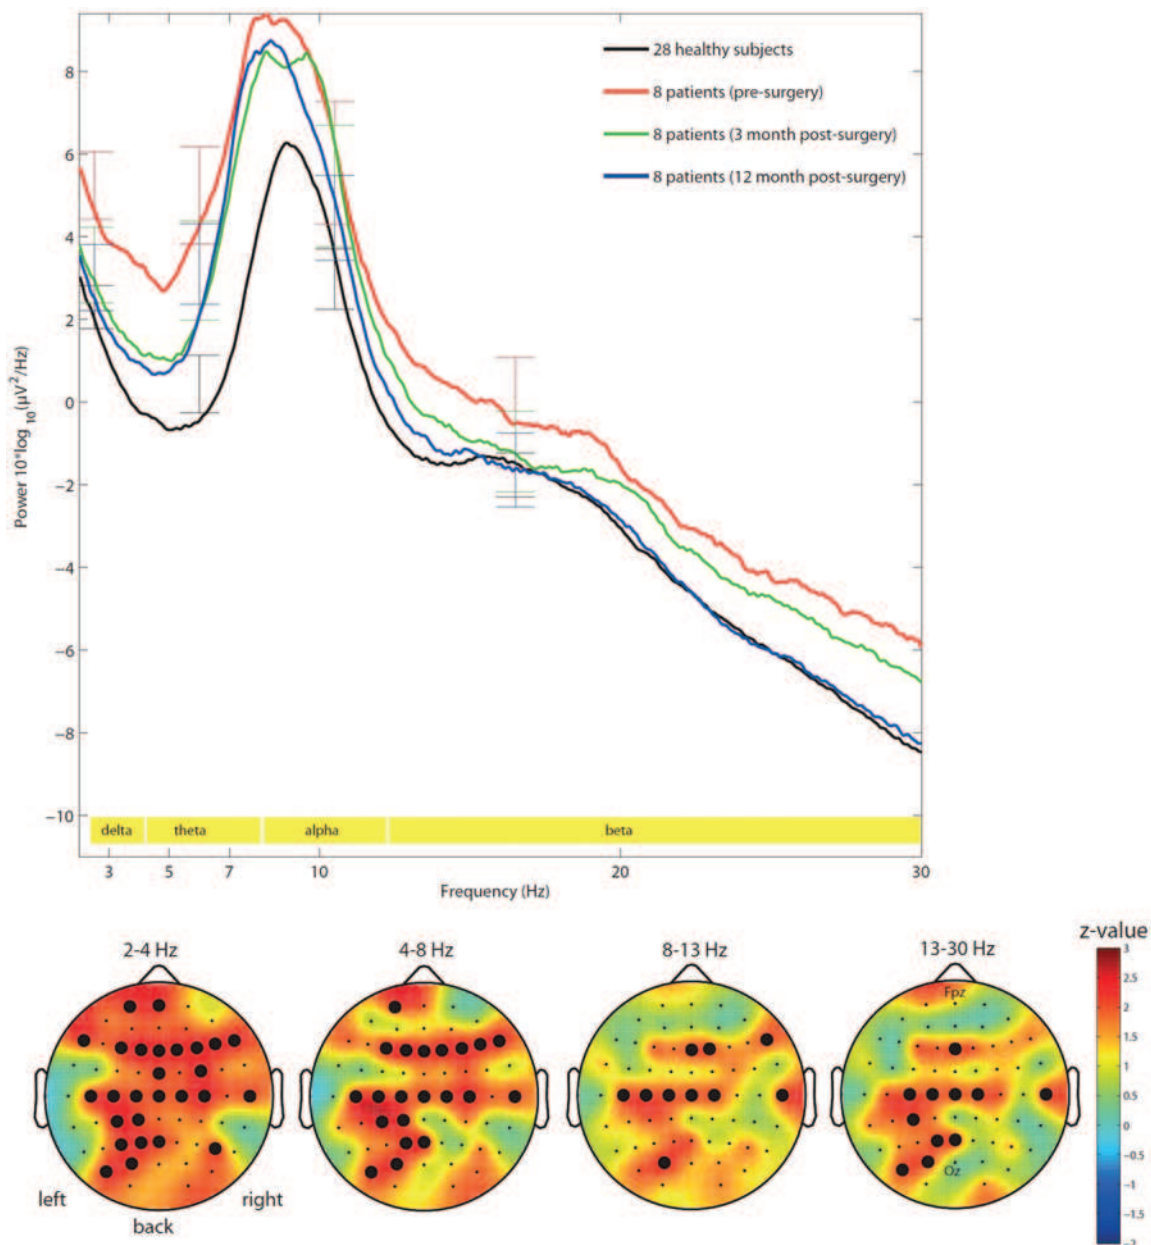 28 healthy subjects
8 patients (pre-surgery)
8 patients (3 month post-surgery)
8 patients (12 month post-surgery)
Power 10*log 10(µV²/Hz)
8
6
4
2
0
−2
−4
−6
−8
−10
delta theta alpha beta
3 5 7 10 20 30
Frequency (Hz)
2-4 Hz 4-8 Hz 8-13 Hz 13-30 Hz z-value
Fpz
Oz
left right
back
3
2.5
2
1.5
1
0.5
0
−0.5
−1
−1.5
−2